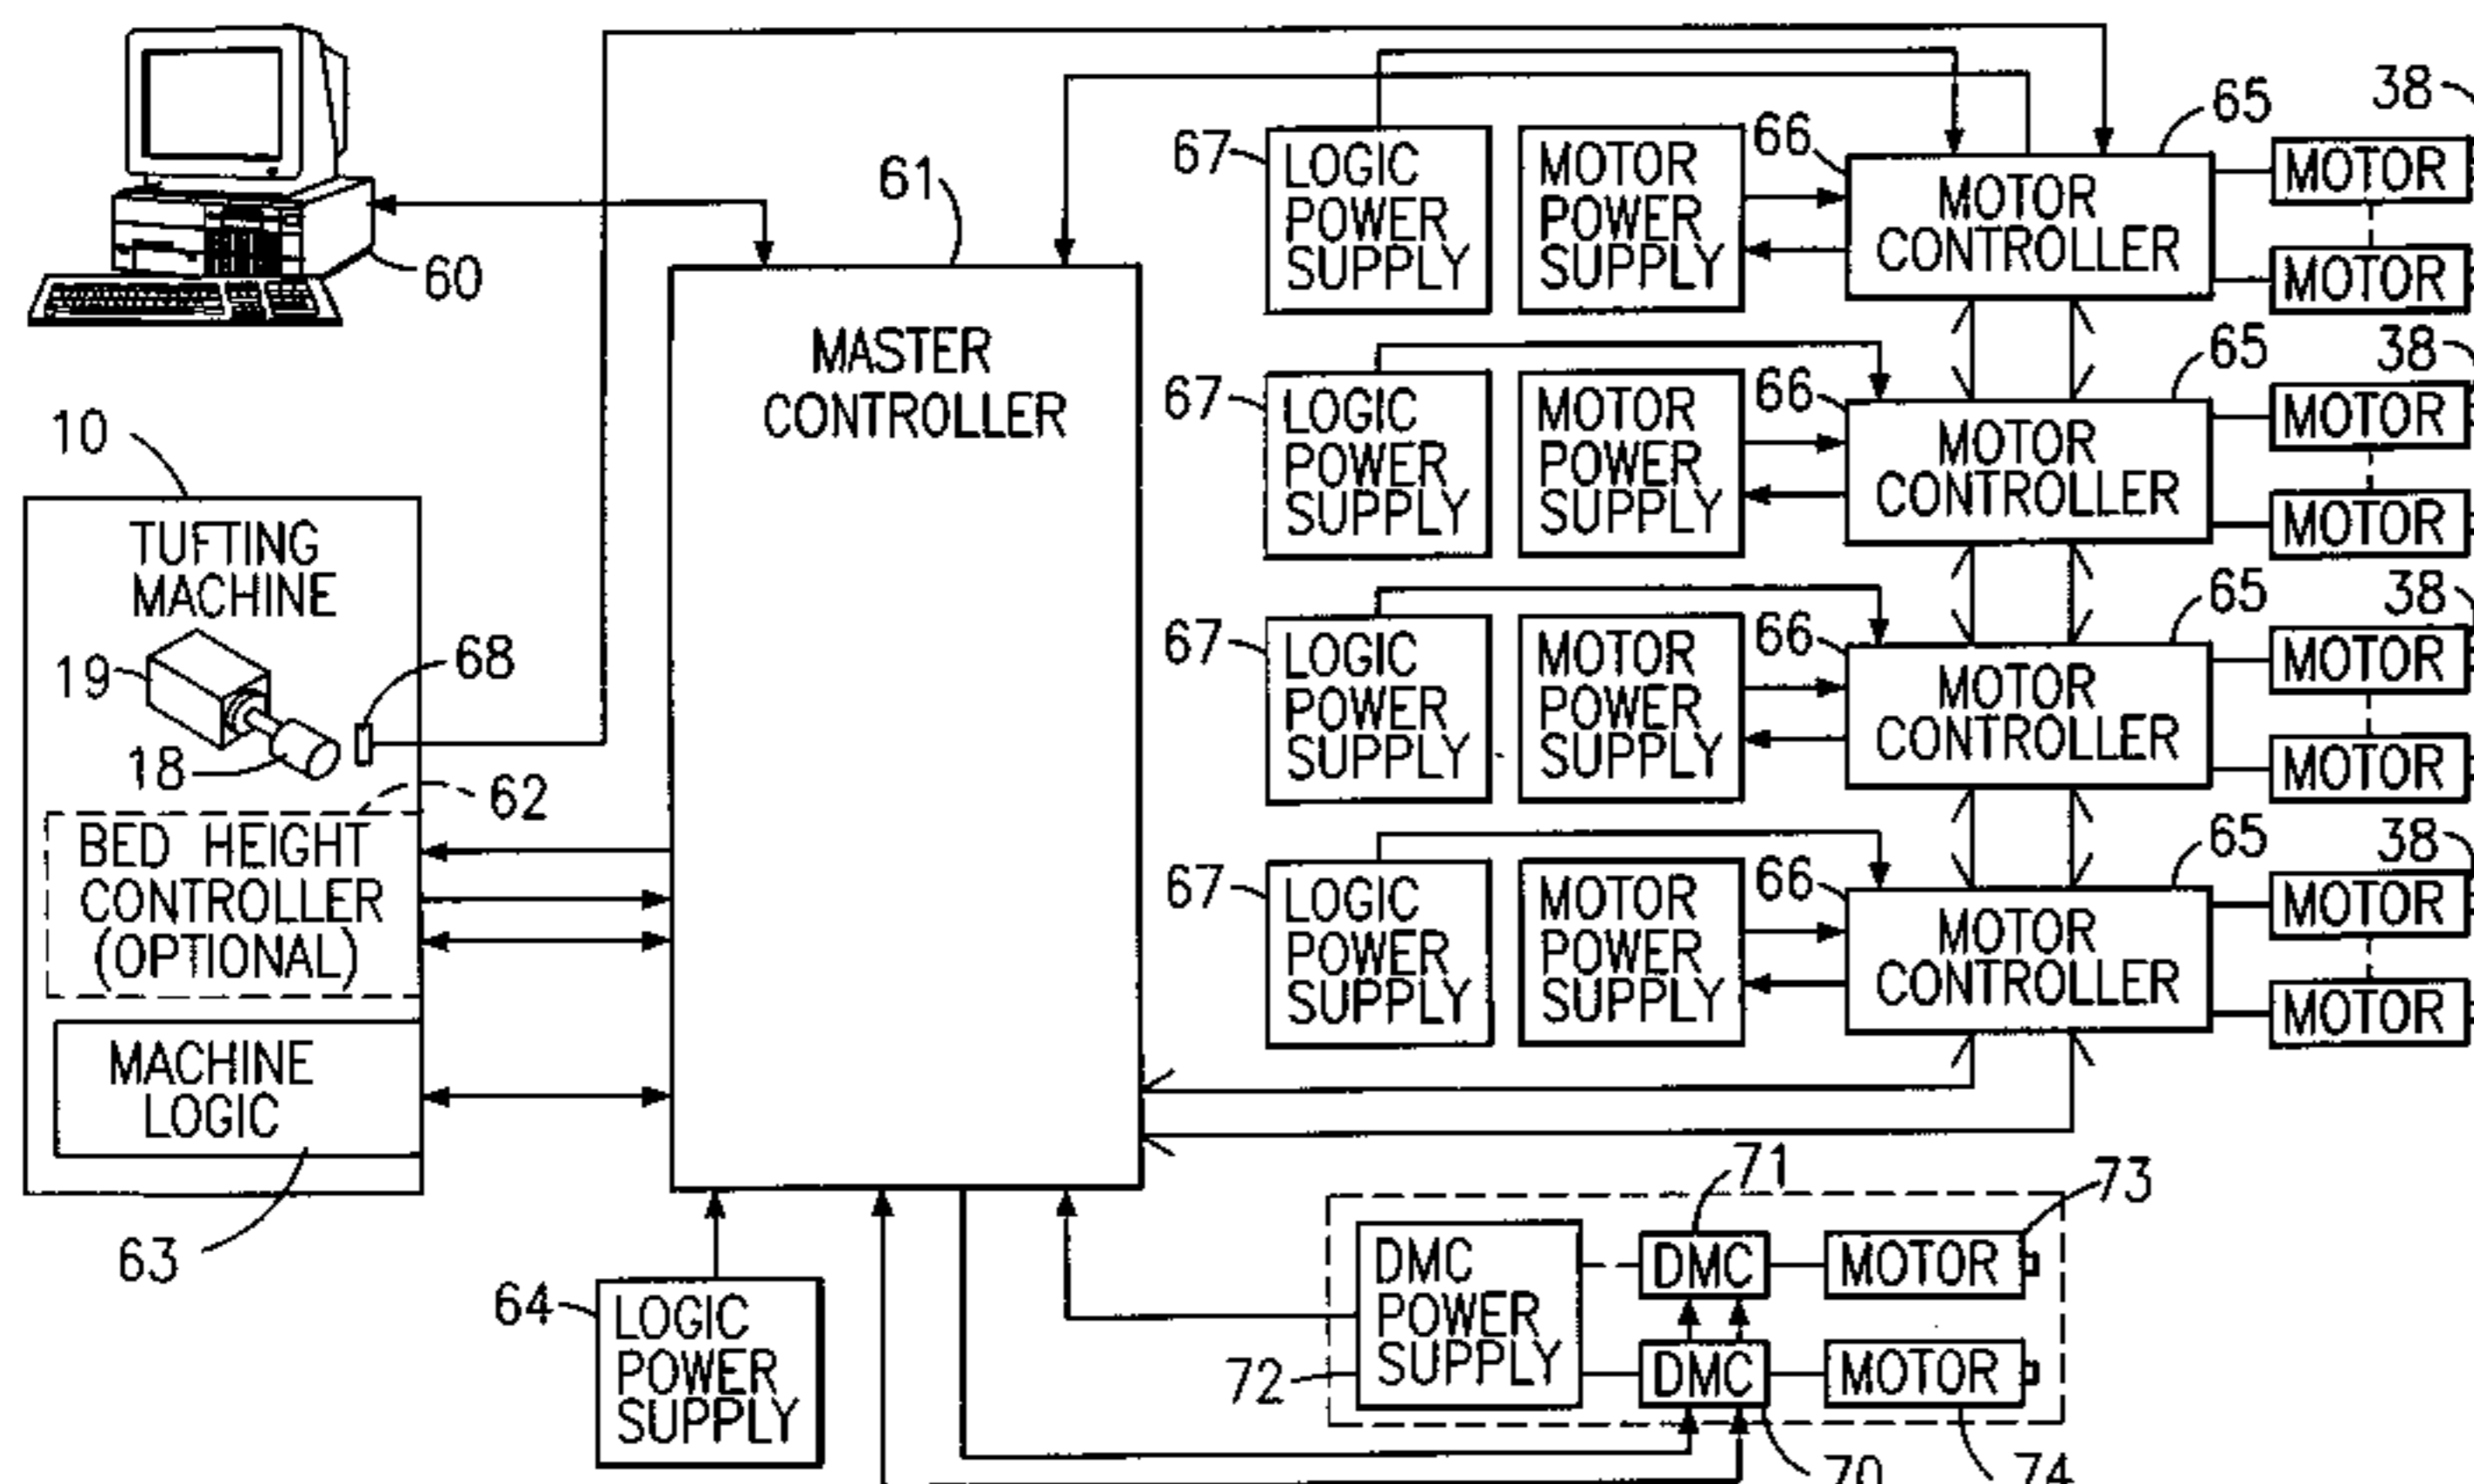 60
61
MASTER
CONTROLLER
10
TUFTING
MACHINE
19
18
68
62
BED HEIGHT
CONTROLLER
(OPTIONAL)
MACHINE
LOGIC
63
64
LOGIC
POWER
SUPPLY
67
LOGIC
POWER
SUPPLY
MOTOR
POWER
SUPPLY
66
65
MOTOR
CONTROLLER
38
MOTOR
MOTOR
67
LOGIC
POWER
SUPPLY
MOTOR
POWER
SUPPLY
66
65
MOTOR
CONTROLLER
38
MOTOR
MOTOR
67
LOGIC
POWER
SUPPLY
MOTOR
POWER
SUPPLY
66
65
MOTOR
CONTROLLER
38
MOTOR
MOTOR
67
LOGIC
POWER
SUPPLY
MOTOR
POWER
SUPPLY
66
65
MOTOR
CONTROLLER
38
MOTOR
MOTOR
72
DMC
POWER
SUPPLY
71
DMC
73
MOTOR
DMC
MOTOR
70
74